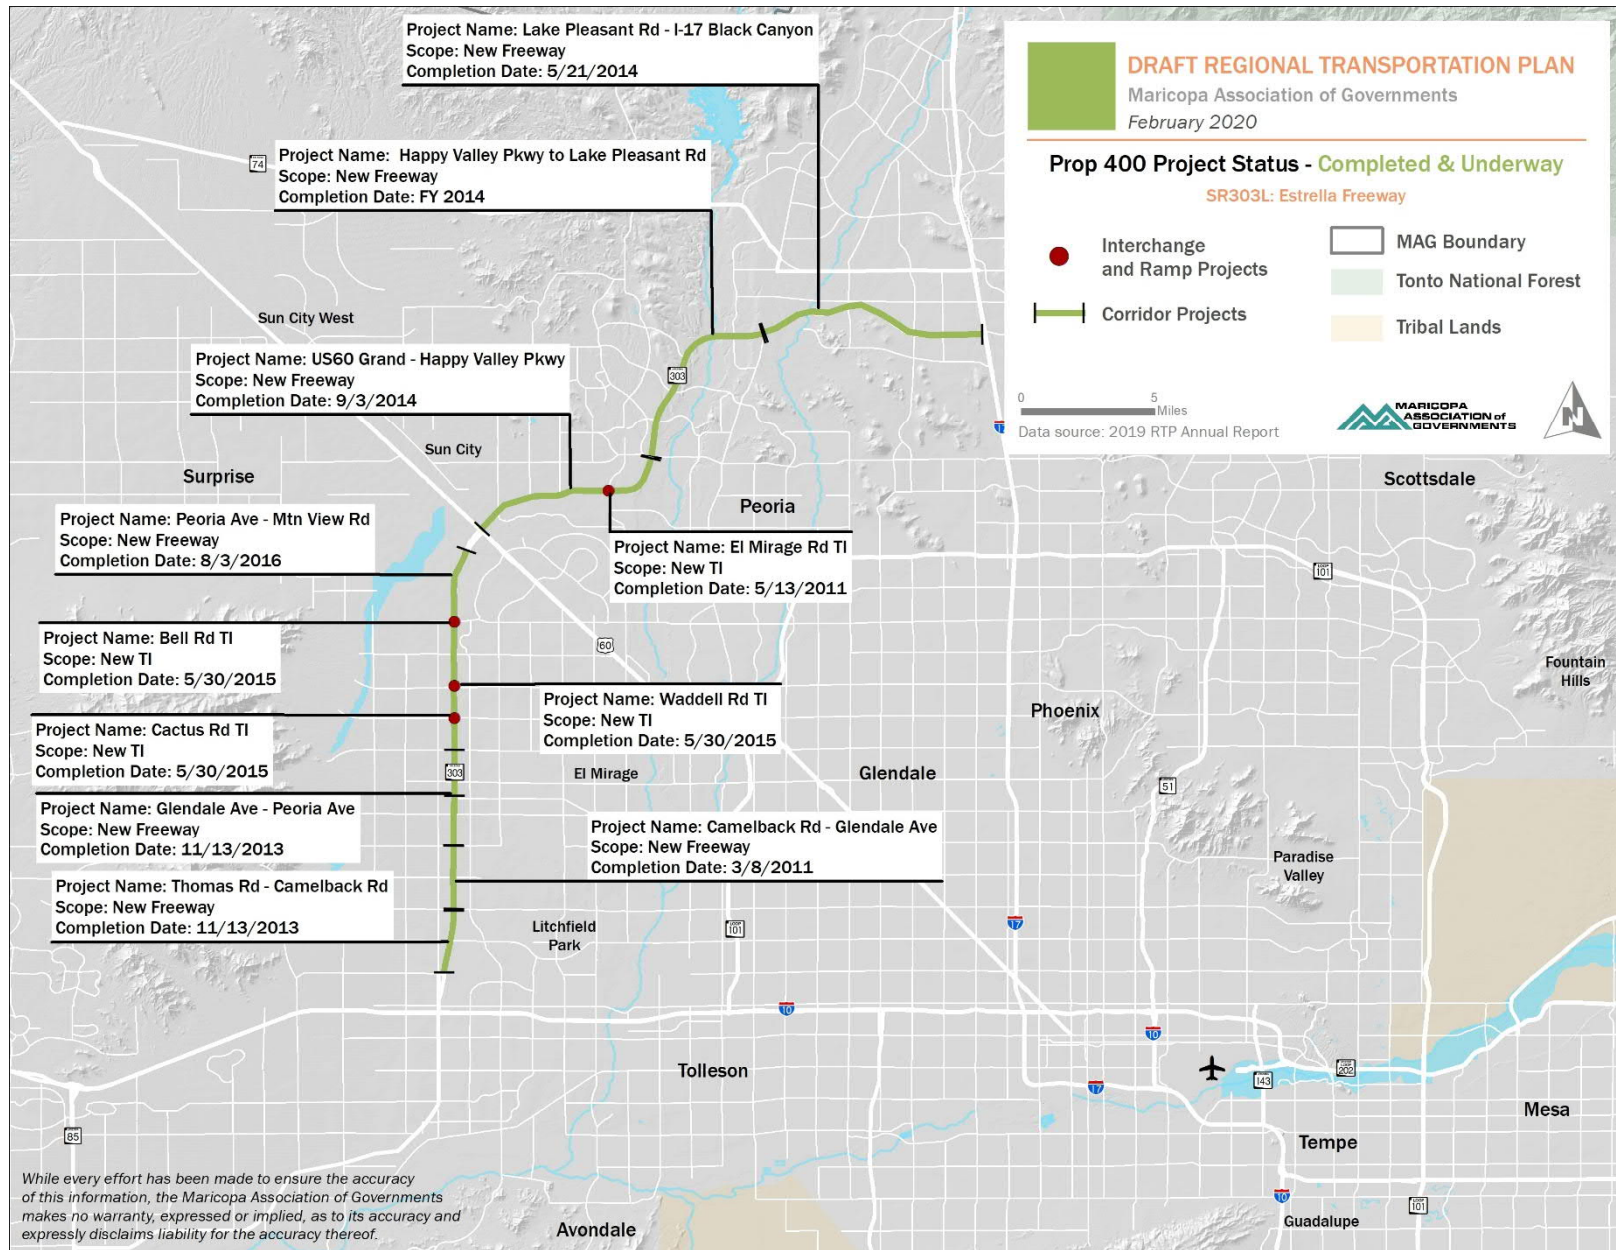 Project Name: Lake Pleasant Rd - I-17 Black Canyon
Scope: New Freeway
Completion Date: 5/21/2014
DRAFT REGIONAL TRANSPORTATION PLAN
Maricopa Association of Governments
February 2020
Prop 400 Project Status - Completed & Underway
SR303L: Estrella Freeway
Interchange
and Ramp Projects
Corridor Projects
MAG Boundary
Tonto National Forest
Tribal Lands
0 5
Miles
Data source: 2019 RTP Annual Report
MARICOPA
ASSOCIATION of
GOVERNMENTS
N
74
Project Name: Happy Valley Pkwy to Lake Pleasant Rd
Scope: New Freeway
Completion Date: FY 2014
Sun City West
Project Name: US60 Grand - Happy Valley Pkwy
Scope: New Freeway
Completion Date: 9/3/2014
303
Sun City
Surprise
Peoria
Scottsdale
Project Name: Peoria Ave - Mtn View Rd
Scope: New Freeway
Completion Date: 8/3/2016
Project Name: El Mirage Rd TI
Scope: New TI
Completion Date: 5/13/2011
LOOP
101
Project Name: Bell Rd TI
Scope: New TI
Completion Date: 5/30/2015
60
Fountain
Hills
Project Name: Waddell Rd TI
Scope: New TI
Completion Date: 5/30/2015
Phoenix
Project Name: Cactus Rd TI
Scope: New TI
Completion Date: 5/30/2015
303
El Mirage
Glendale
51
Project Name: Glendale Ave - Peoria Ave
Scope: New Freeway
Completion Date: 11/13/2013
Project Name: Camelback Rd - Glendale Ave
Scope: New Freeway
Completion Date: 3/8/2011
Paradise
Valley
Project Name: Thomas Rd - Camelback Rd
Scope: New Freeway
Completion Date: 11/13/2013
Litchfield
Park
LOOP
101
17
10
10
Tolleson
17
143
LOOP
202
Mesa
85
Tempe
10
LOOP
101
Guadalupe
Avondale
While every effort has been made to ensure the accuracy
of this information, the Maricopa Association of Governments
makes no warranty, expressed or implied, as to its accuracy and
expressly disclaims liability for the accuracy thereof.